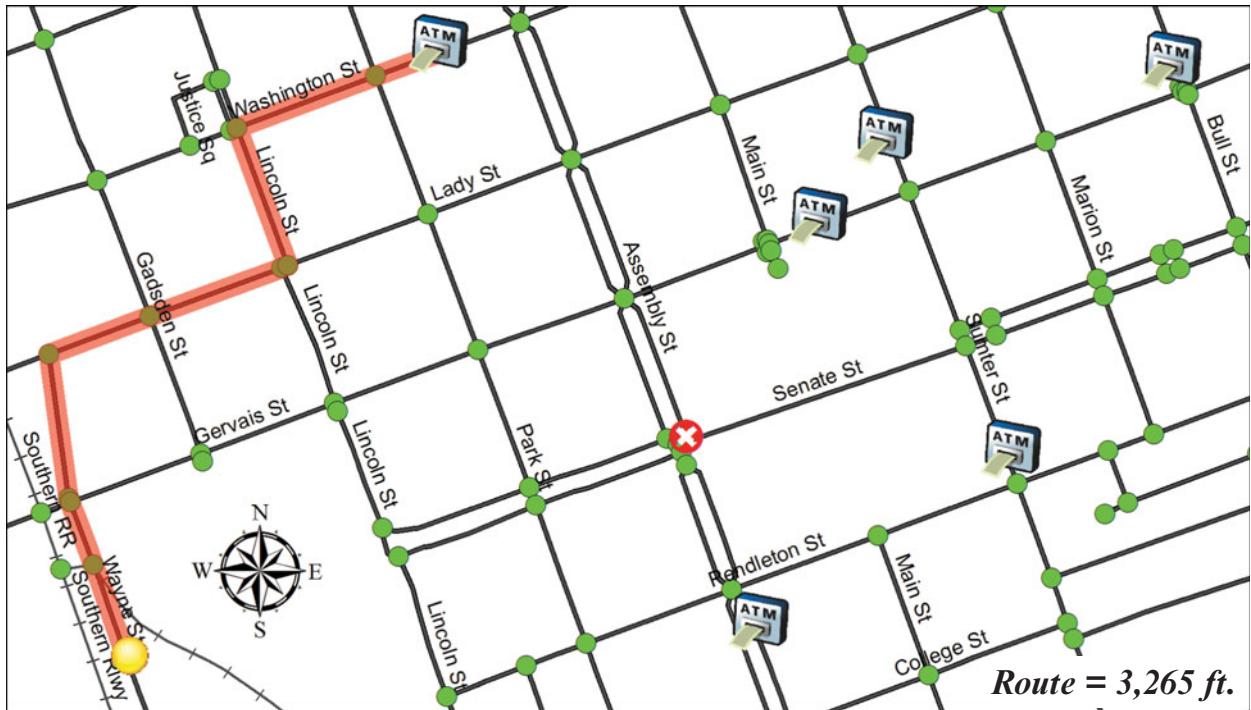 ATM
ATM
Justice Sq
Washington St
ATM
Bull St
Lincoln St
Main St
Lady St
Marion St
ATM
Gadsden St
Assembly St
Lincoln St
Sumter St
Senate St
Gervais St
ATM
Lincoln St
Park St
Southern RR
N
W
E
S
Pendleton St
Wayne St
Southern Rlwy
ATM
Main St
Lincoln St
College St
Route = 3,265 ft.